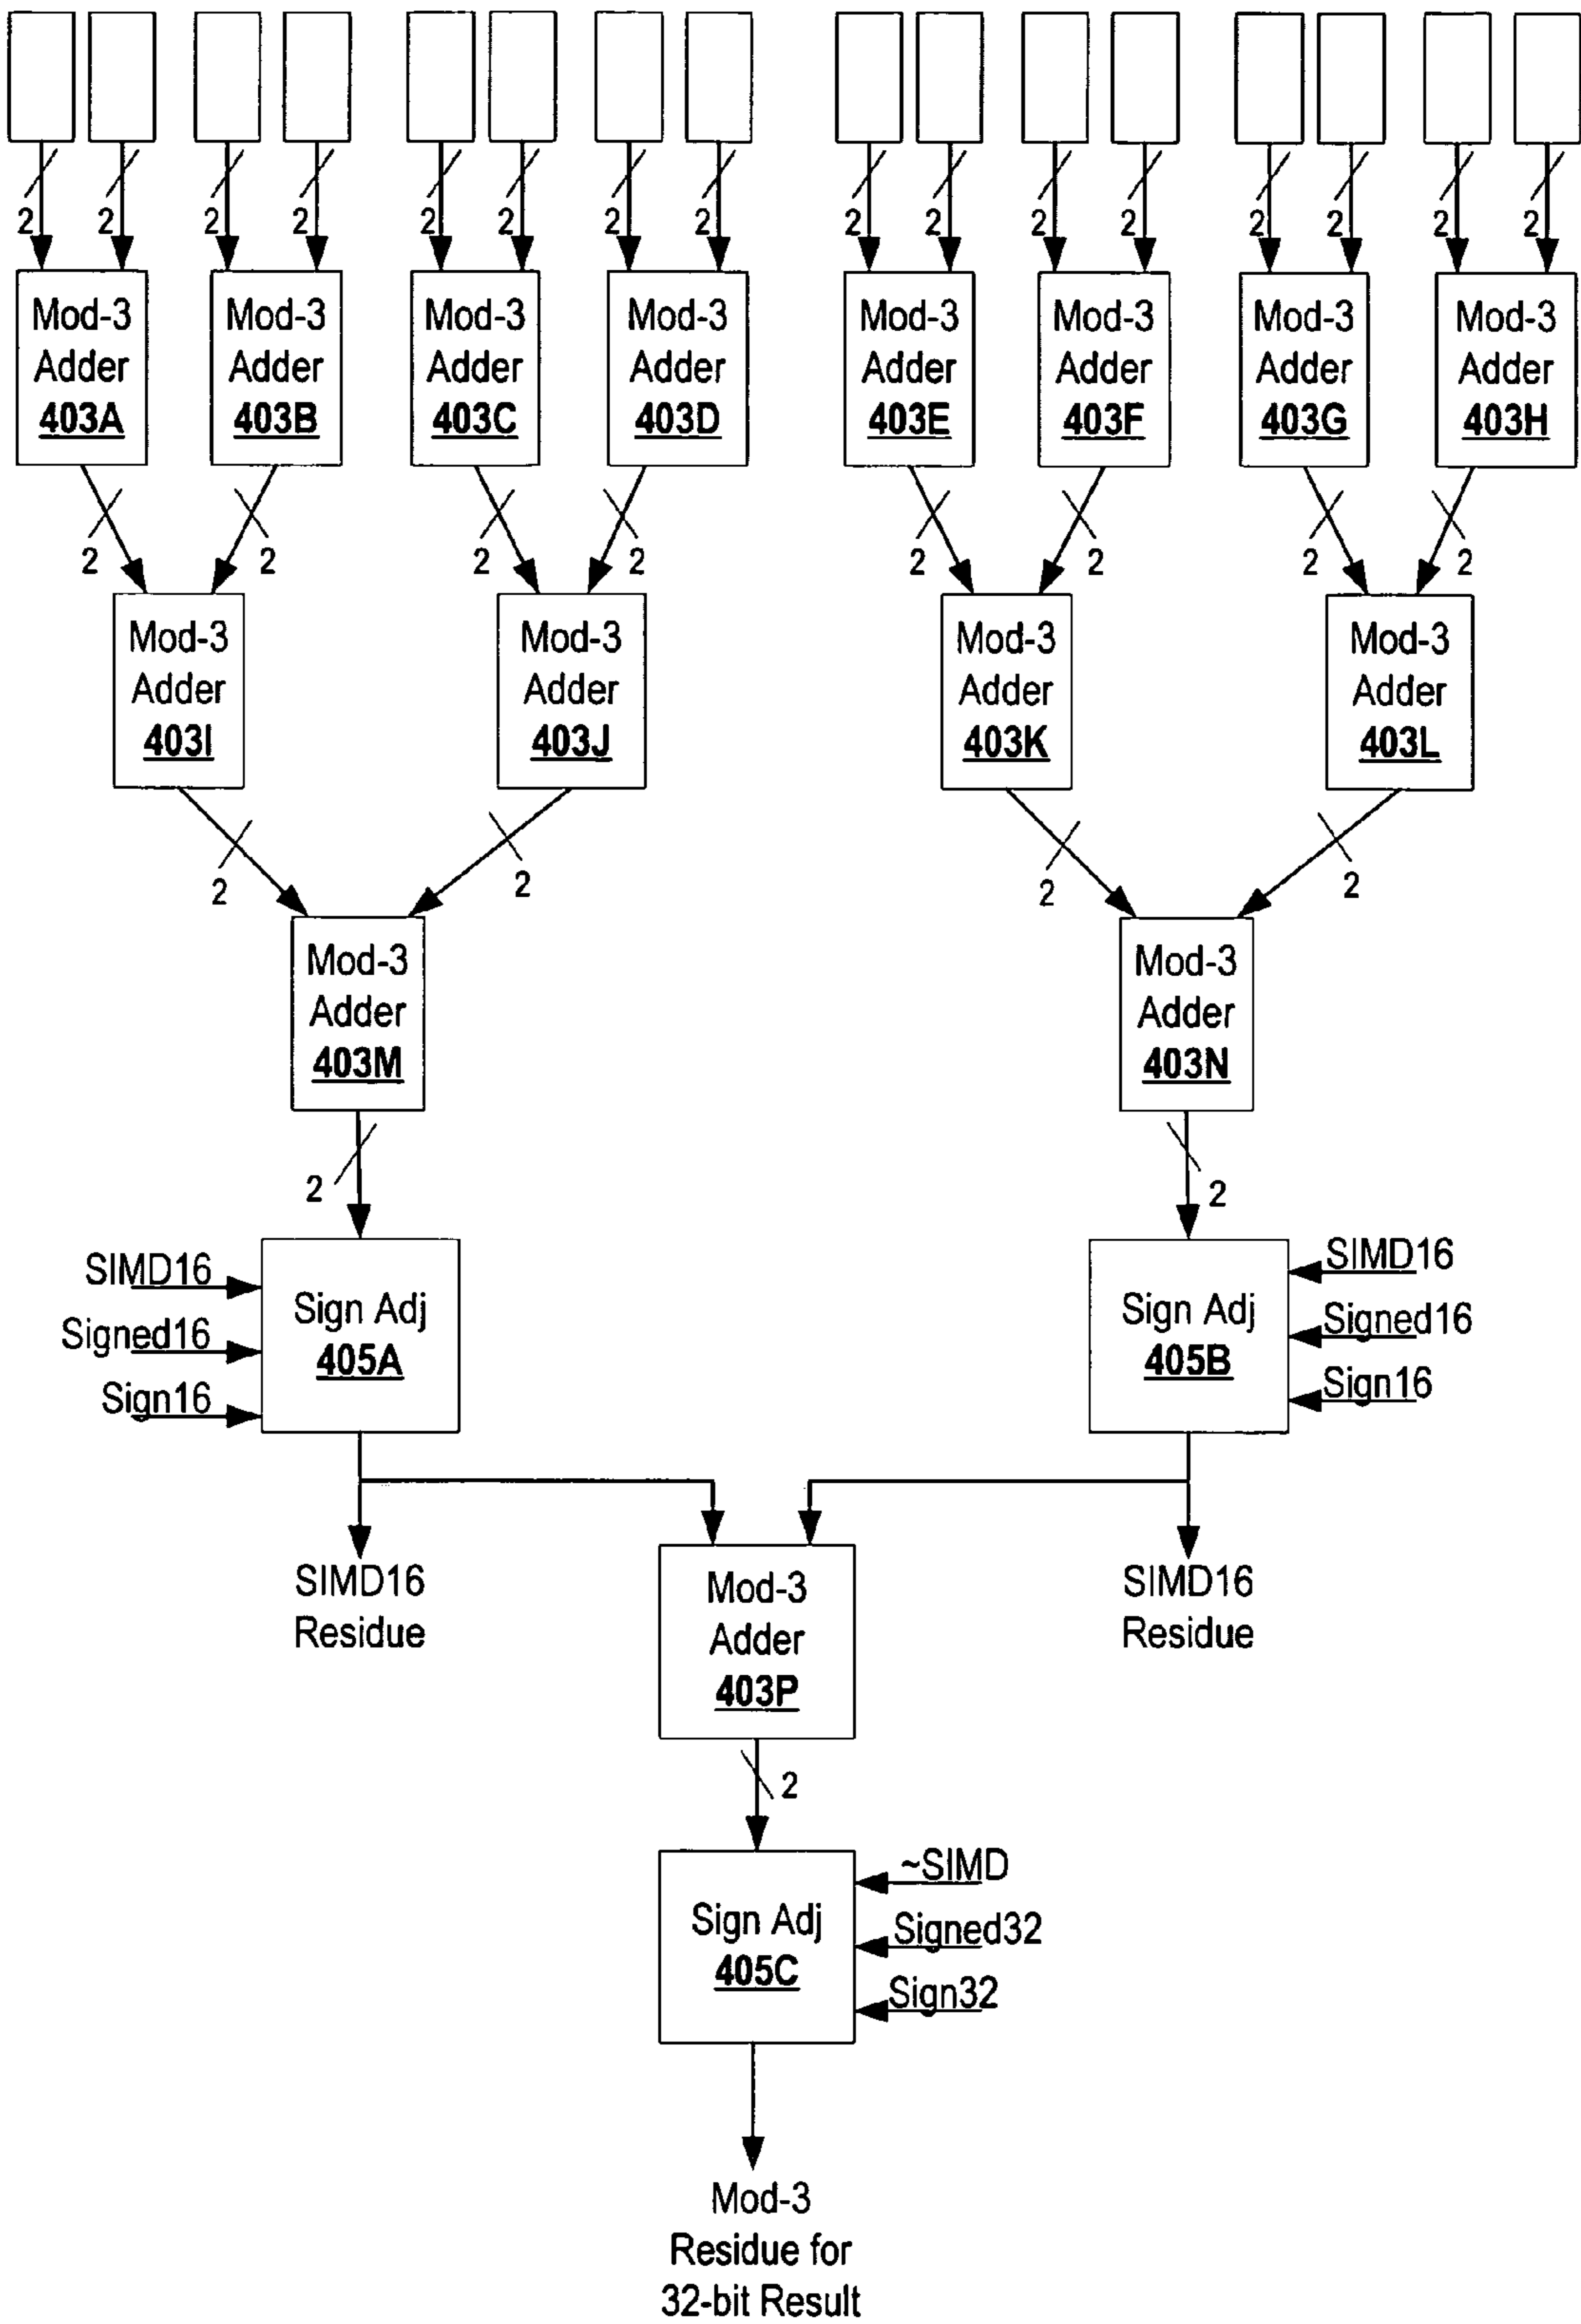 2 2 2 2 2 2 2 2 2 2 2 2 2 2 2 2
Mod-3 Adder 403A
Mod-3 Adder 403B
Mod-3 Adder 403C
Mod-3 Adder 403D
Mod-3 Adder 403E
Mod-3 Adder 403F
Mod-3 Adder 403G
Mod-3 Adder 403H
2 2 2 2 2 2 2 2
Mod-3 Adder 403I
Mod-3 Adder 403J
Mod-3 Adder 403K
Mod-3 Adder 403L
2 2 2 2
Mod-3 Adder 403M
Mod-3 Adder 403N
2 2
SIMD16
Signed16
Sign16
Sign Adj
405A
Sign Adj
405B
SIMD16
Signed16
Sign16
SIMD16
Residue
Mod-3
Adder
403P
SIMD16
Residue
2
Sign Adj
405C
~SIMD
Signed32
Sign32
Mod-3
Residue for
32-bit Result